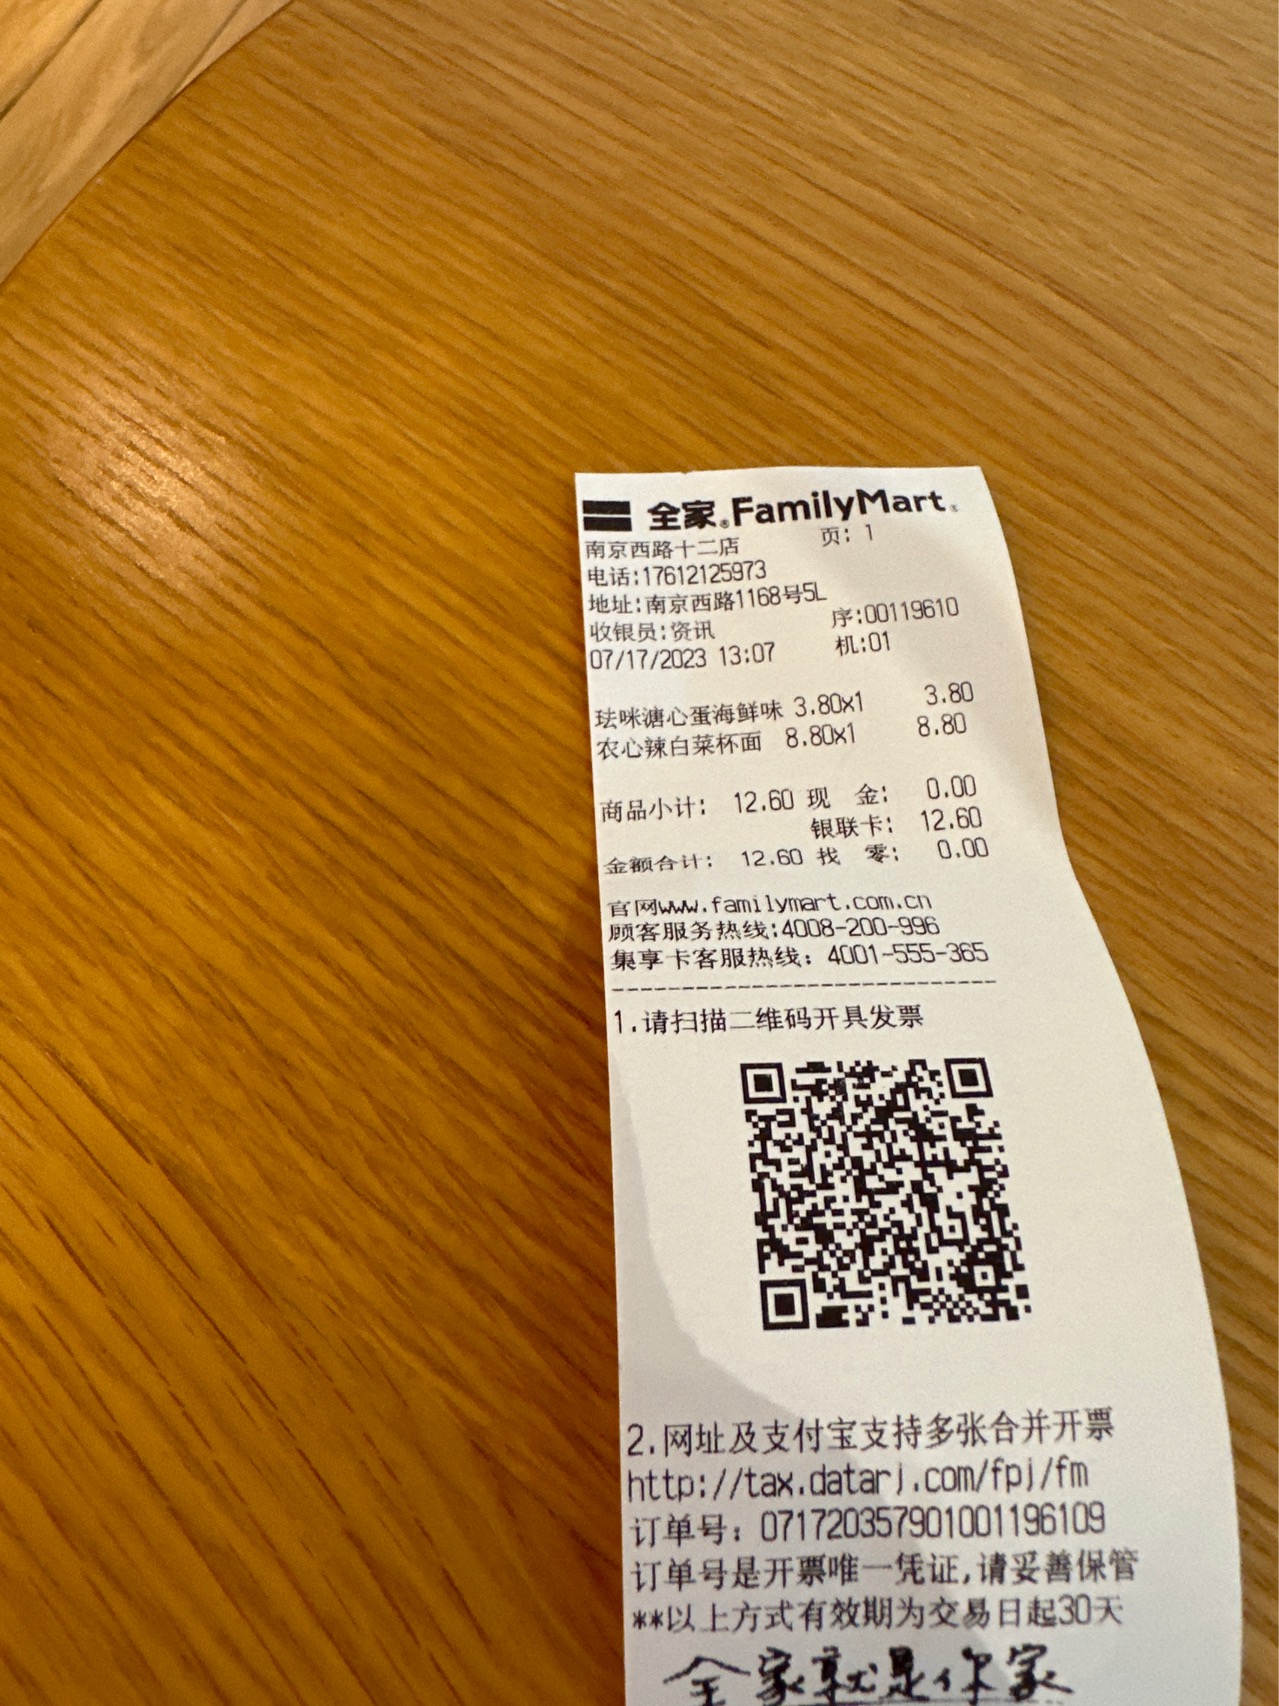 全家®FamilyMart®
南京西路十二店 页: 1
电话:17612125973
地址:南京西路1168号5L
收银员:资讯 序:00119610
07/17/2023 13:07 机:01
珐咪溏心蛋海鲜味 3.80x1 3.80
农心辣白菜杯面 8.80x1 8.80
商品小计: 12.60 现 金: 0.00
银联卡: 12.60
金额合计: 12.60 找 零: 0.00
官网www.familymart.com.cn
顾客服务热线:4008-200-996
集享卡客服热线: 4001-555-365
1.请扫描二维码开具发票
2.网址及支付宝支持多张合并开票
http://tax.datarj.com/fpj/fm
订单号: 071720357901001196109
订单号是开票唯一凭证,请妥善保管
**以上方式有效期为交易日起30天
全家就是你家